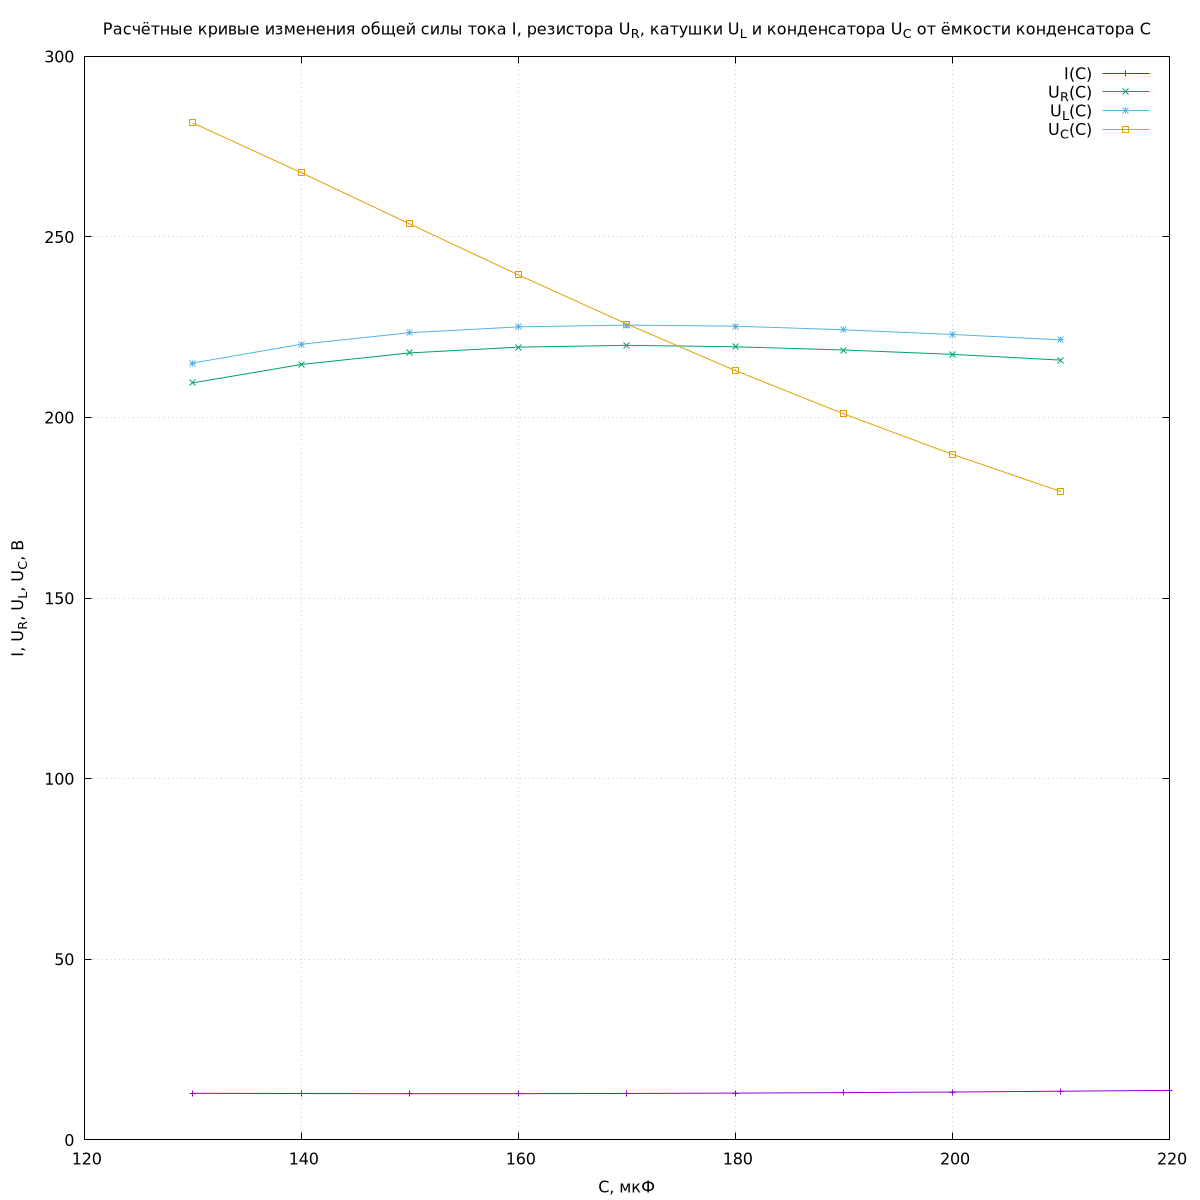 Расчётные кривые изменения общей силы тока I, резистора U_R, катушки U_L и конденсатора U_C от ёмкости конденсатора C
300
250
200
150
100
50
0
I, U_R, U_L, U_C, В
I(C)
U_R(C)
U_L(C)
U_C(C)
120 140 160 180 200 220
C, мкФ